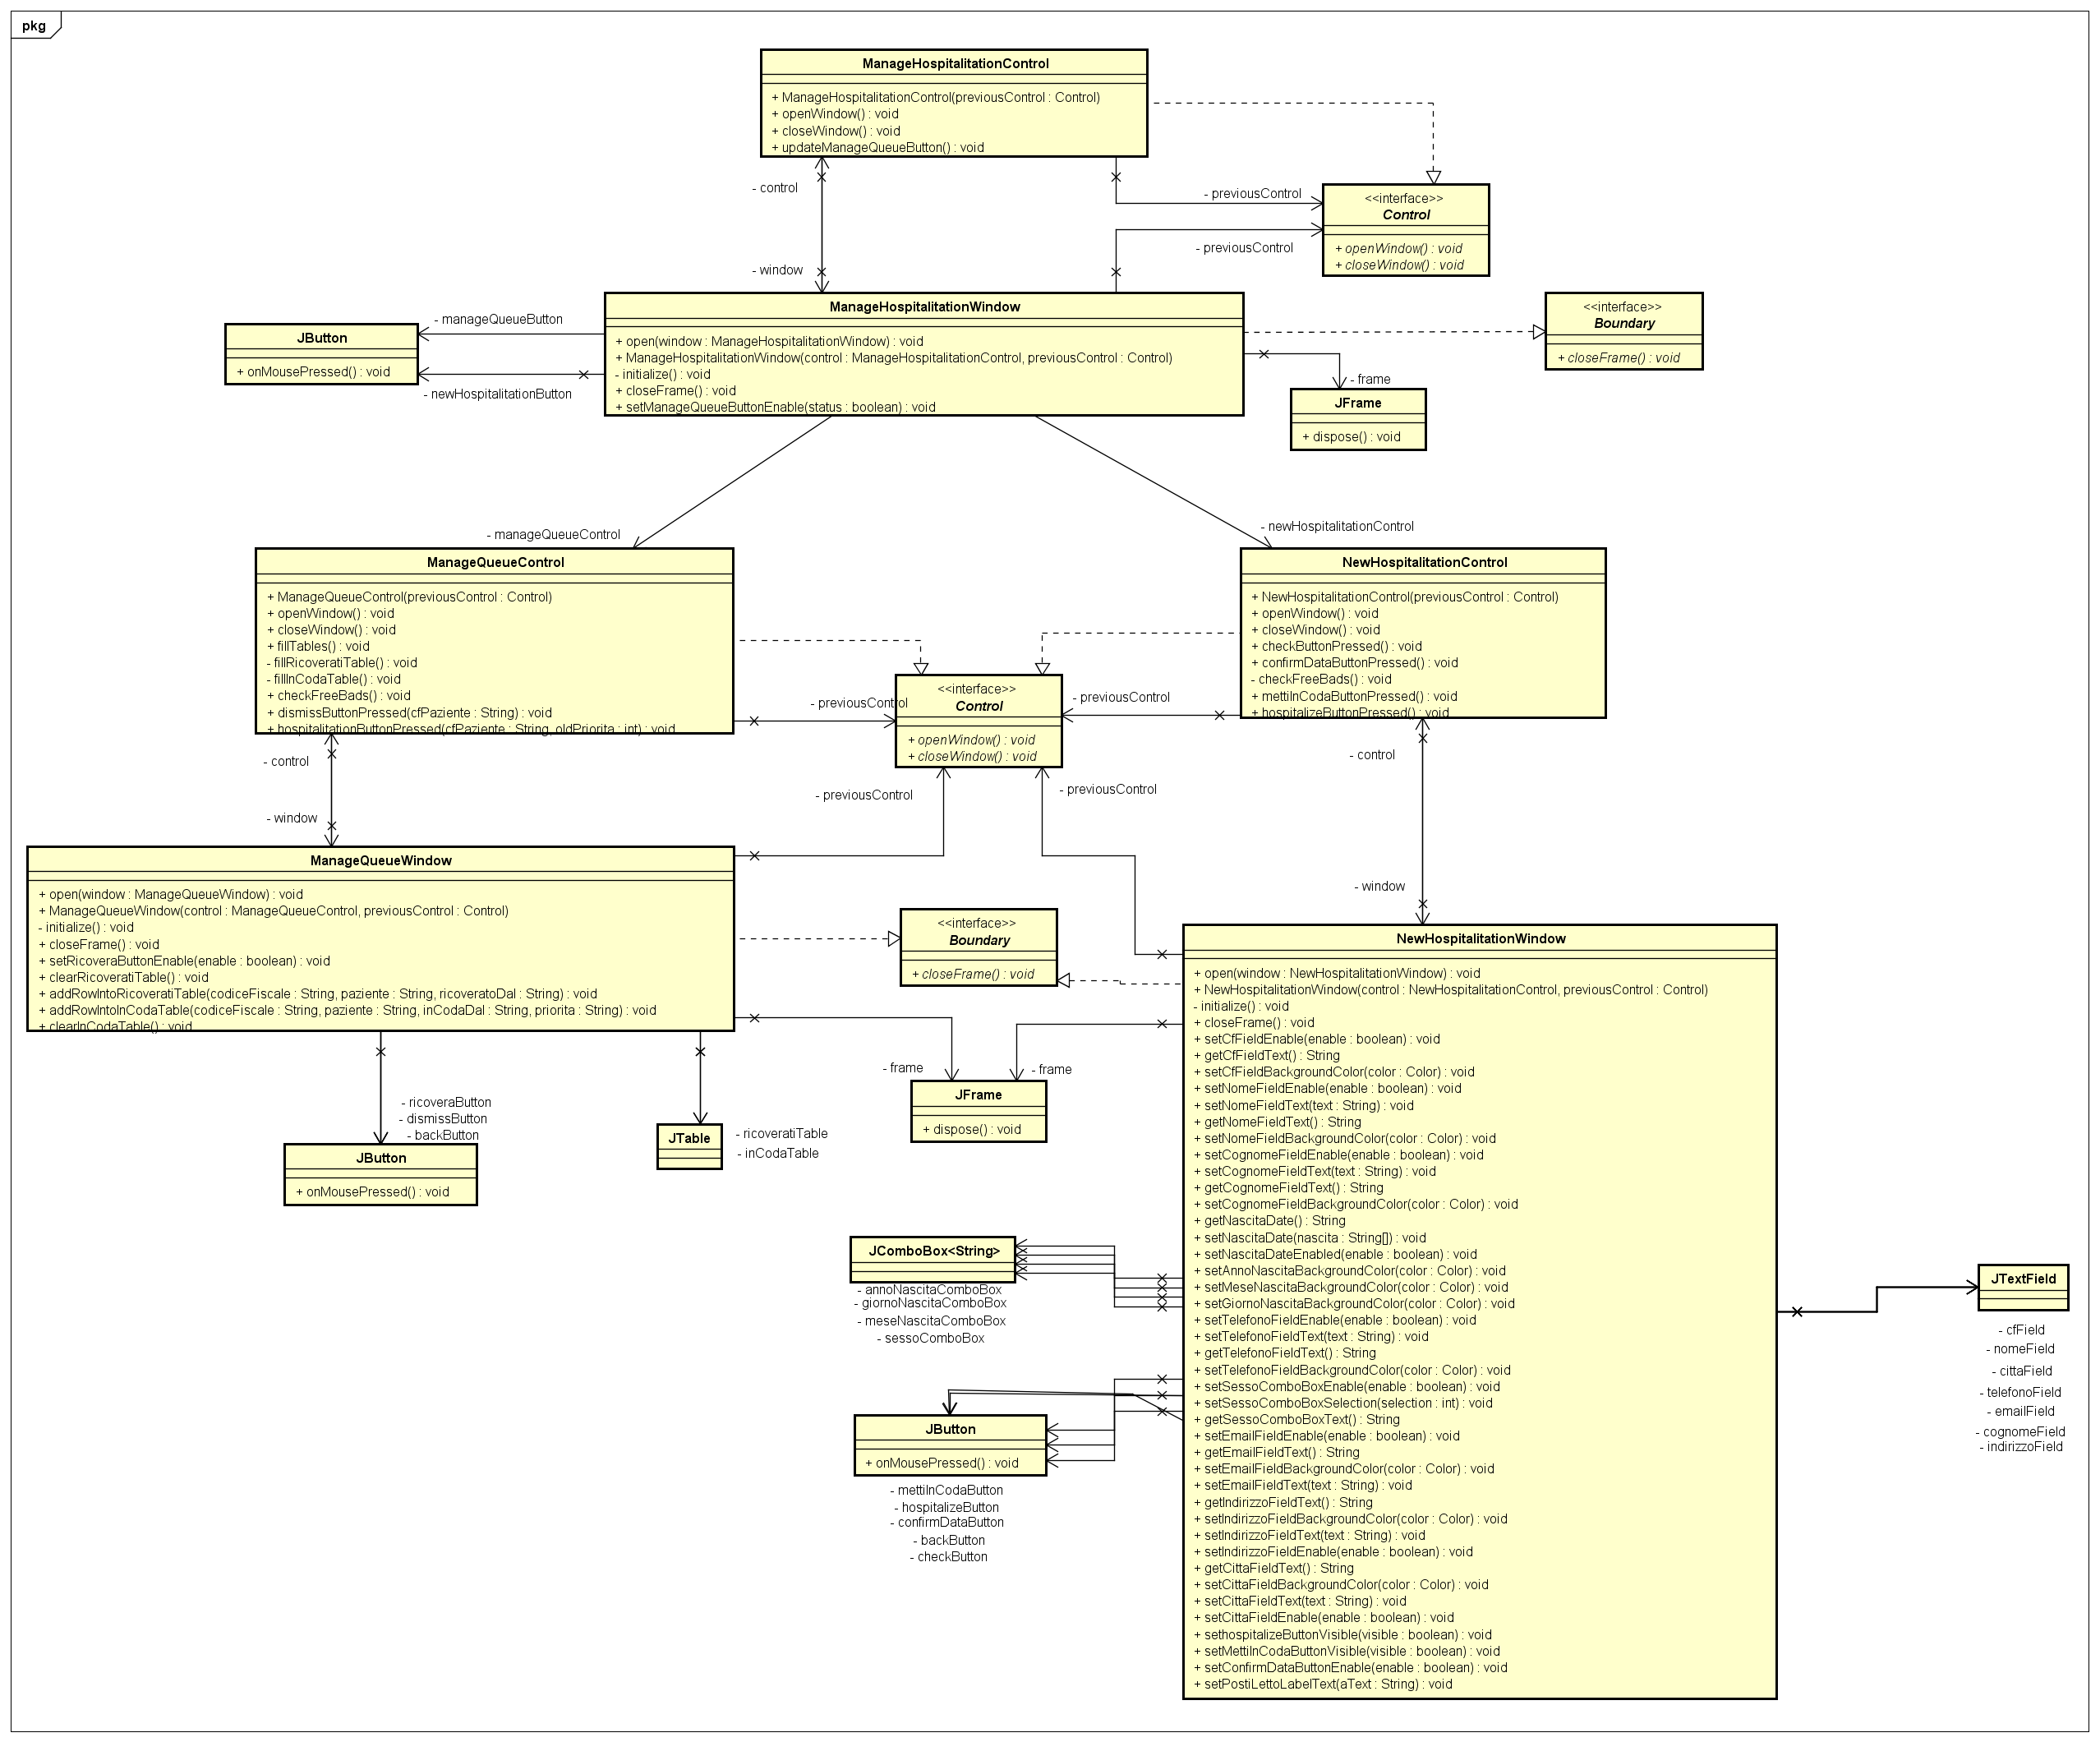 pkg
ManageHospitalitationControl
+ ManageHospitalitationControl(previousControl : Control)
+ openWindow() : void
+ closeWindow() : void
+ updateManageQueueButton() : void
- control
- window
- previousControl
- previousControl
<<interface>>
Control
+ openWindow() : void
+ closeWindow() : void
ManageHospitalitationWindow
+ open(window : ManageHospitalitationWindow) : void
+ ManageHospitalitationWindow(control : ManageHospitalitationControl, previousControl : Control)
- initialize() : void
+ closeFrame() : void
+ setManageQueueButtonEnable(status : boolean) : void
- manageQueueButton
JButton
+ onMousePressed() : void
- newHospitalitationButton
<<interface>>
Boundary
+ closeFrame() : void
- frame
JFrame
+ dispose() : void
- manageQueueControl
- newHospitalitationControl
ManageQueueControl
+ ManageQueueControl(previousControl : Control)
+ openWindow() : void
+ closeWindow() : void
+ fillTables() : void
- fillRicoveratiTable() : void
- fillInCodaTable() : void
+ checkFreeBads() : void
+ dismissButtonPressed(cfPaziente : String) : void
+ hospitalitationButtonPressed(cfPaziente : String, oldPriorita : int) : void
NewHospitalitationControl
+ NewHospitalitationControl(previousControl : Control)
+ openWindow() : void
+ closeWindow() : void
+ checkButtonPressed() : void
+ confirmDataButtonPressed() : void
- checkFreeBads() : void
+ mettiInCodaButtonPressed() : void
+ hospitalizeButtonPressed() : void
- previousControl
- previousControl
<<interface>>
Control
+ openWindow() : void
+ closeWindow() : void
- control
- window
- previousControl
- previousControl
- control
- window
ManageQueueWindow
+ open(window : ManageQueueWindow) : void
+ ManageQueueWindow(control : ManageQueueControl, previousControl : Control)
- initialize() : void
+ closeFrame() : void
+ setRicoveraButtonEnable(enable : boolean) : void
+ clearRicoveratiTable() : void
+ addRowIntoRicoveratiTable(codiceFiscale : String, paziente : String, ricoveratoDal : String) : void
+ addRowIntoInCodaTable(codiceFiscale : String, paziente : String, inCodaDal : String, priorita : String) : void
+ clearInCodaTable() : void
<<interface>>
Boundary
+ closeFrame() : void
- frame
- frame
JFrame
+ dispose() : void
- ricoveraButton
- dismissButton
- backButton
JButton
+ onMousePressed() : void
JTable
- ricoveratiTable
- inCodaTable
NewHospitalitationWindow
+ open(window : NewHospitalitationWindow) : void
+ NewHospitalitationWindow(control : NewHospitalitationControl, previousControl : Control)
- initialize() : void
+ closeFrame() : void
+ setCfFieldEnable(enable : boolean) : void
+ getCfFieldText() : String
+ setCfFieldBackgroundColor(color : Color) : void
+ setNomeFieldEnable(enable : boolean) : void
+ setNomeFieldText(text : String) : void
+ getNomeFieldText() : String
+ setNomeFieldBackgroundColor(color : Color) : void
+ setCognomeFieldEnable(enable : boolean) : void
+ setCognomeFieldText(text : String) : void
+ getCognomeFieldText() : String
+ setCognomeFieldBackgroundColor(color : Color) : void
+ getNascitaDate() : String
+ setNascitaDate(nascita : String[]) : void
+ setNascitaDateEnabled(enable : boolean) : void
+ setAnnoNascitaBackgroundColor(color : Color) : void
+ setMeseNascitaBackgroundColor(color : Color) : void
+ setGiornoNascitaBackgroundColor(color : Color) : void
+ setTelefonoFieldEnable(enable : boolean) : void
+ setTelefonoFieldText(text : String) : void
+ getTelefonoFieldText() : String
+ setTelefonoFieldBackgroundColor(color : Color) : void
+ setSessoComboBoxEnable(enable : boolean) : void
+ setSessoComboBoxSelection(selection : int) : void
+ getSessoComboBoxText() : String
+ setEmailFieldEnable(enable : boolean) : void
+ getEmailFieldText() : String
+ setEmailFieldBackgroundColor(color : Color) : void
+ setEmailFieldText(text : String) : void
+ getIndirizzoFieldText() : String
+ setIndirizzoFieldBackgroundColor(color : Color) : void
+ setIndirizzoFieldText(text : String) : void
+ setIndirizzoFieldEnable(enable : boolean) : void
+ getCittaFieldText() : String
+ setCittaFieldBackgroundColor(color : Color) : void
+ setCittaFieldText(text : String) : void
+ setCittaFieldEnable(enable : boolean) : void
+ sethospitalizeButtonVisible(visible : boolean) : void
+ setMettiInCodaButtonVisible(visible : boolean) : void
+ setConfirmDataButtonEnable(enable : boolean) : void
+ setPostiLettoLabelText(aText : String) : void
JComboBox<String>
- annoNascitaComboBox
- giornoNascitaComboBox
- meseNascitaComboBox
- sessoComboBox
JButton
+ onMousePressed() : void
- mettiInCodaButton
- hospitalizeButton
- confirmDataButton
- backButton
- checkButton
JTextField
- cfField
- nomeField
- cittaField
- telefonoField
- emailField
- cognomeField
- indirizzoField